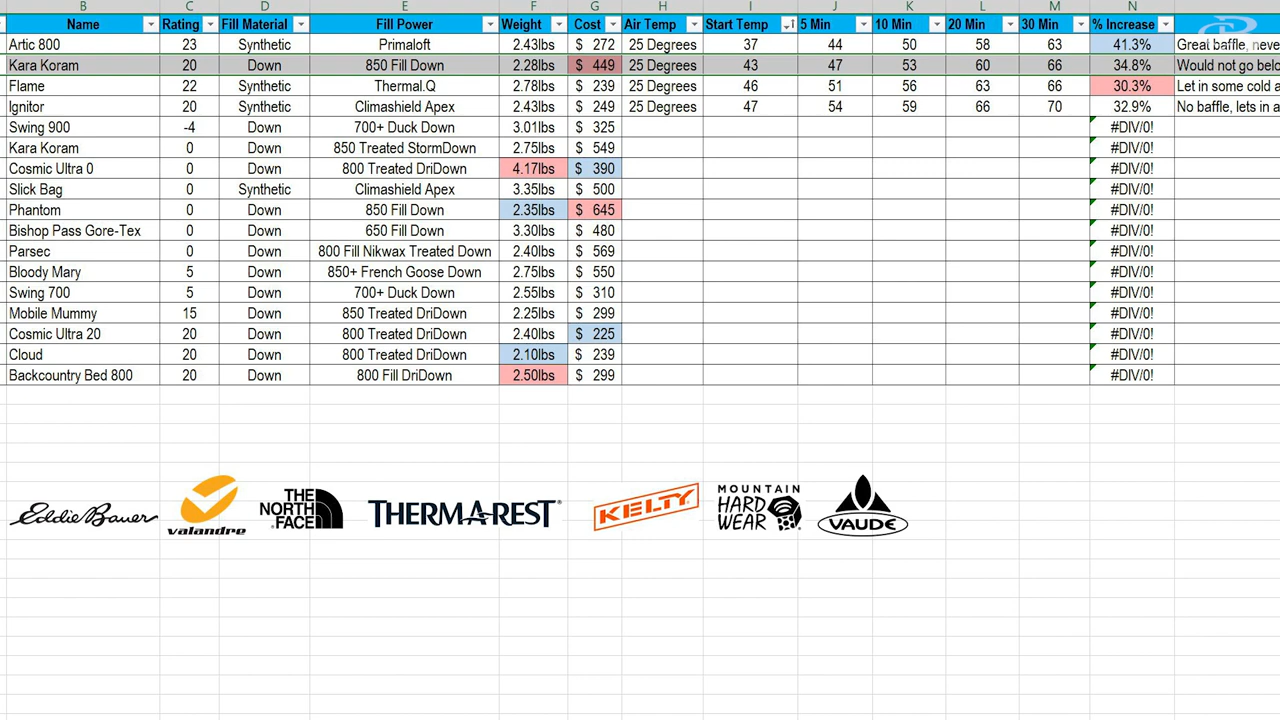 B C D E F G H I J K L M N
Name Rating Fill Material Fill Power Weight Cost Air Temp Start Temp 5 Min 10 Min 20 Min 30 Min % Increase
Artic 800 23 Synthetic Primaloft 2.43lbs $ 272 25 Degrees 37 44 50 58 63 41.3% Great baffle, neve
Kara Koram 20 Down 850 Fill Down 2.28lbs $ 449 25 Degrees 43 47 53 60 66 34.8% Would not go belo
Flame 22 Synthetic Thermal.Q 2.78lbs $ 239 25 Degrees 46 51 56 63 66 30.3% Let in some cold a
Ignitor 20 Synthetic Climashield Apex 2.43lbs $ 249 25 Degrees 47 54 59 66 70 32.9% No baffle, lets in a
Swing 900 -4 Down 700+ Duck Down 3.01lbs $ 325 #DIV/0!
Kara Koram 0 Down 850 Treated StormDown 2.75lbs $ 549 #DIV/0!
Cosmic Ultra 0 0 Down 800 Treated DriDown 4.17lbs $ 390 #DIV/0!
Slick Bag 0 Synthetic Climashield Apex 3.35lbs $ 500 #DIV/0!
Phantom 0 Down 850 Fill Down 2.35lbs $ 645 #DIV/0!
Bishop Pass Gore-Tex 0 Down 650 Fill Down 3.30lbs $ 480 #DIV/0!
Parsec 0 Down 800 Fill Nikwax Treated Down 2.40lbs $ 569 #DIV/0!
Bloody Mary 5 Down 850+ French Goose Down 2.75lbs $ 550 #DIV/0!
Swing 700 5 Down 700+ Duck Down 2.55lbs $ 310 #DIV/0!
Mobile Mummy 15 Down 850 Treated DriDown 2.25lbs $ 299 #DIV/0!
Cosmic Ultra 20 20 Down 800 Treated DriDown 2.40lbs $ 225 #DIV/0!
Cloud 20 Down 800 Treated DriDown 2.10lbs $ 239 #DIV/0!
Backcountry Bed 800 20 Down 800 Fill DriDown 2.50lbs $ 299 #DIV/0!
Eddie Bauer
valandre
THE
NORTH
FACE
THERMAREST
KELTY
MOUNTAIN
HARD
WEAR
VAUDE